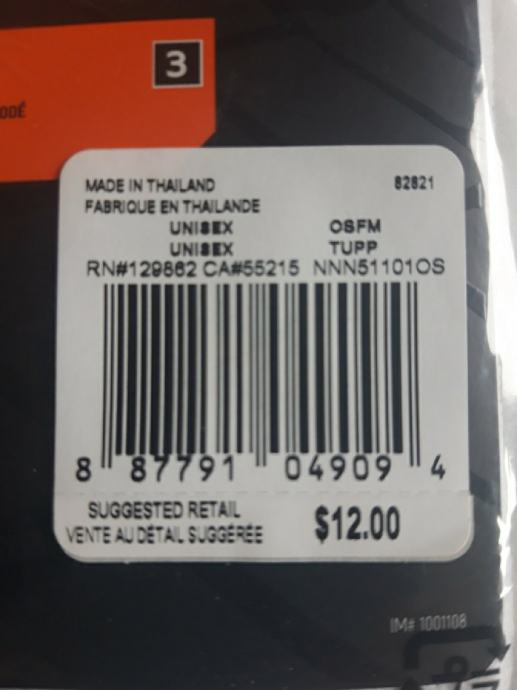 3
ODÉ
MADE IN THAILAND 82821
FABRIQUE EN THAILANDE
UNISEX OSFM
UNISEX TUPP
RN#129862 CA#55215 NNN51101OS
8 87791 04909 4
SUGGESTED RETAIL
VENTE AU DÉTAIL SUGGÉRÉE $12.00
IM# 1001108